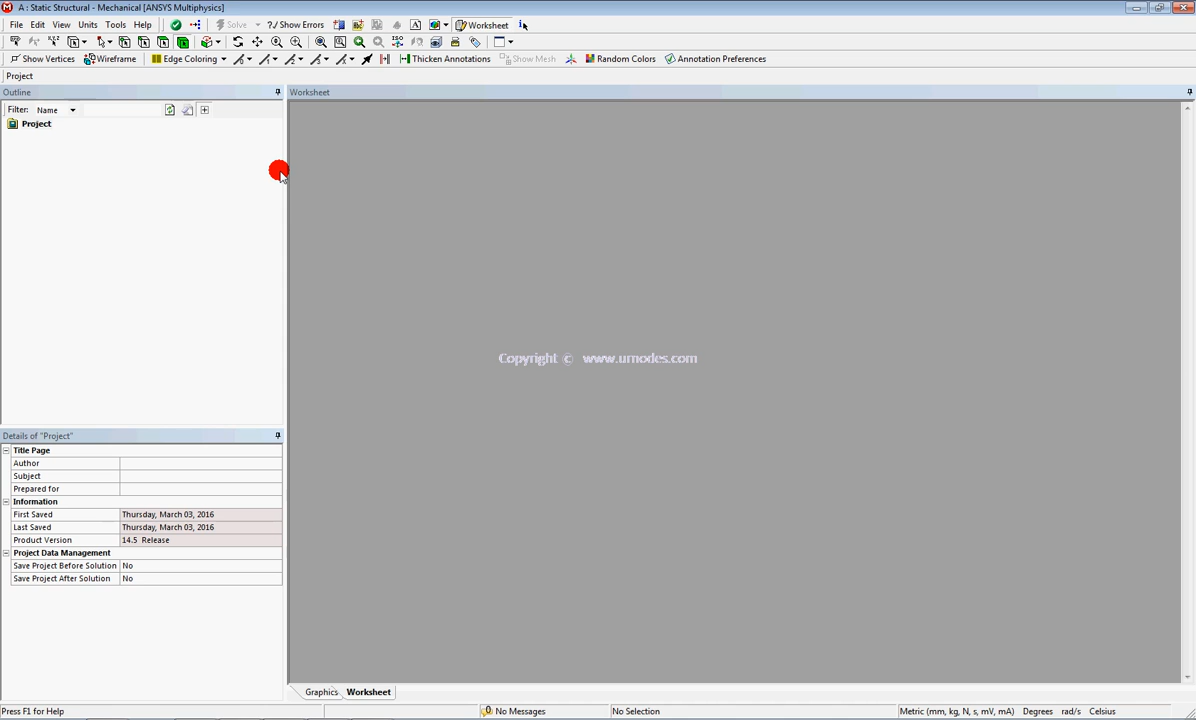 A : Static Structural - Mechanical [ANSYS Multiphysics]
File Edit View Units Tools Help Solve ?/ Show Errors A Worksheet i
Show Vertices Wireframe Edge Coloring Thicken Annotations Show Mesh Random Colors Annotation Preferences
Project
Outline
Worksheet
Filter: Name
Project
Copyright © www.urnodes.com
Details of "Project"
Title Page
Author
Subject
Prepared for
Information
First Saved Thursday, March 03, 2016
Last Saved Thursday, March 03, 2016
Product Version 14.5 Release
Project Data Management
Save Project Before Solution No
Save Project After Solution No
Graphics Worksheet
Press F1 for Help 0 No Messages No Selection Metric (mm, kg, N, s, mV, mA) Degrees rad/s Celsius